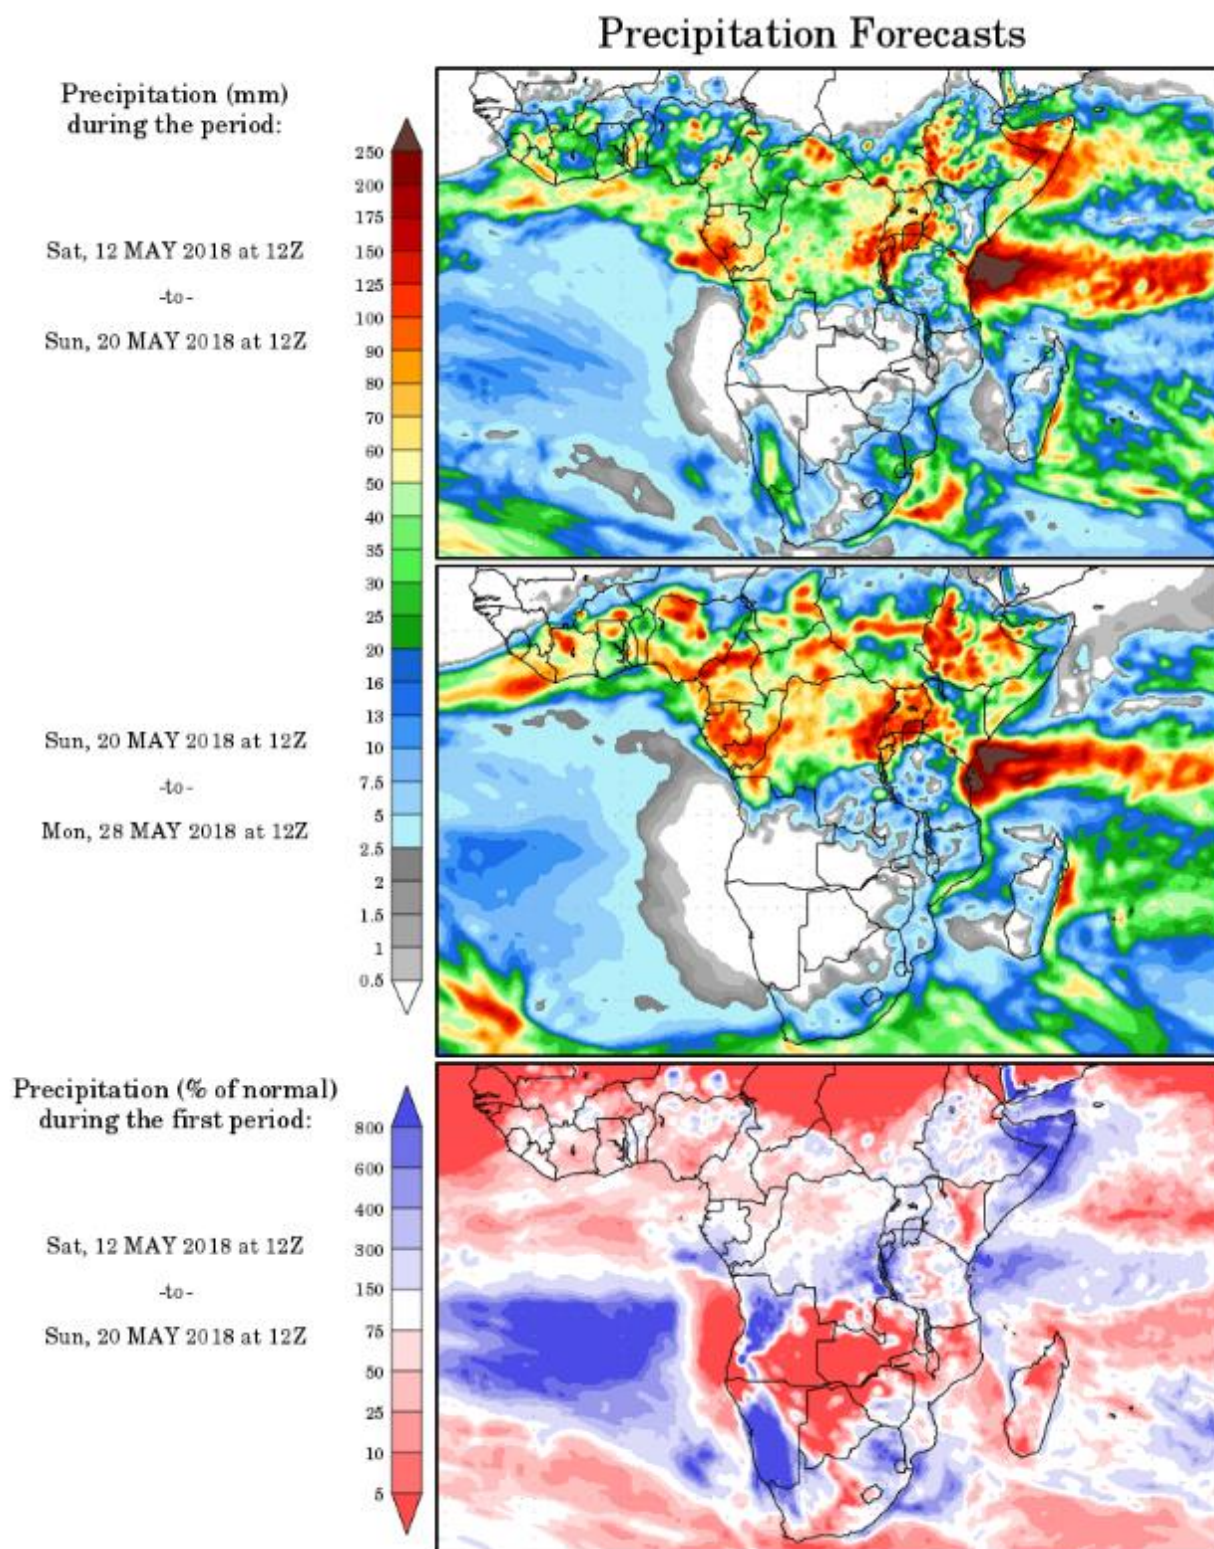 Precipitation Forecasts
Precipitation (mm)
during the period:
250
200
175
150
125
100
90
80
70
60
50
40
35
30
25
20
16
13
10
7.5
5
2.5
2
1.5
1
0.5
Sat, 12 MAY 2018 at 12Z
-to-
Sun, 20 MAY 2018 at 12Z
Sun, 20 MAY 2018 at 12Z
-to-
Mon, 28 MAY 2018 at 12Z
Precipitation (% of normal)
during the first period:
800
600
400
300
150
75
50
25
10
5
Sat, 12 MAY 2018 at 12Z
-to-
Sun, 20 MAY 2018 at 12Z